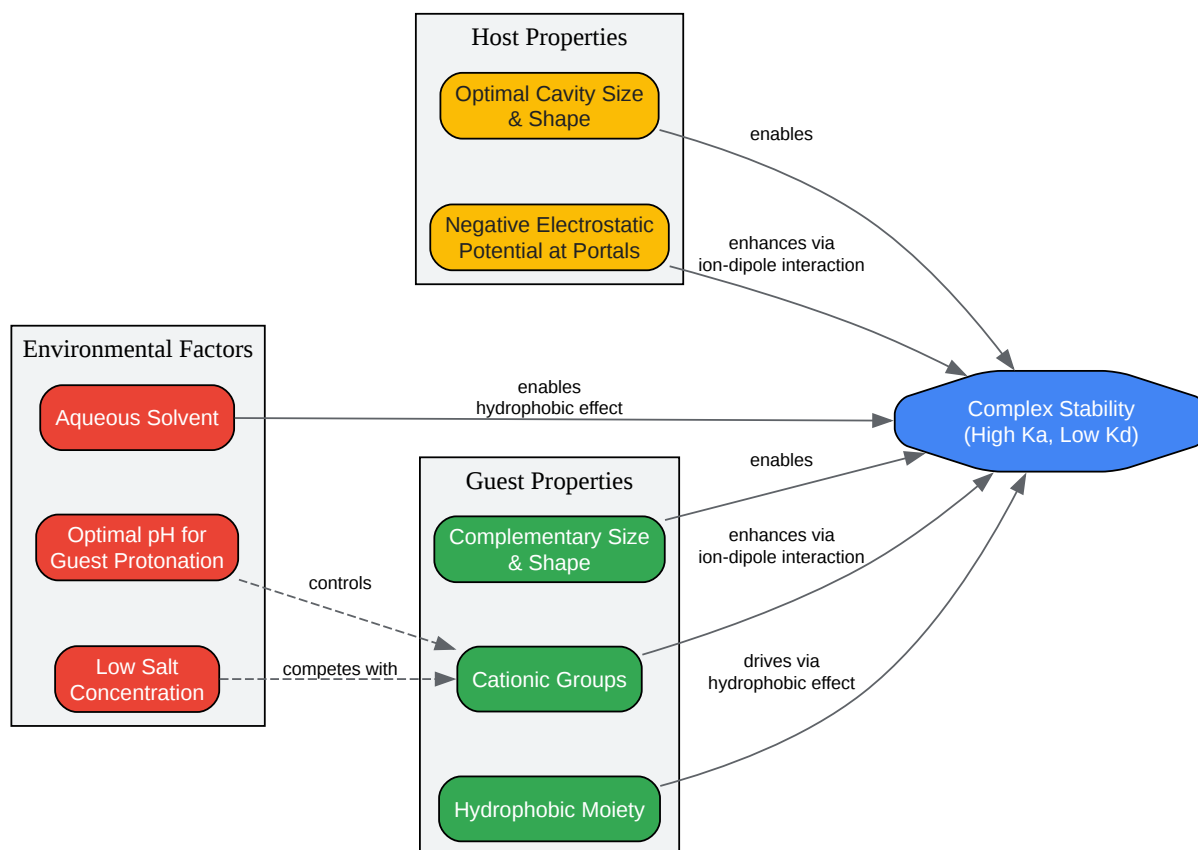 Host Properties
Optimal Cavity Size
& Shape
enables
Negative Electrostatic
Potential at Portals
enhances via
ion-dipole interaction
Environmental Factors
Aqueous Solvent
enables
hydrophobic effect
Complex Stability
(High Ka, Low Kd)
Optimal pH for
Guest Protonation
controls
Low Salt
Concentration
competes with
Guest Properties
Complementary Size
& Shape
enables
Cationic Groups
enhances via
ion-dipole interaction
Hydrophobic Moiety
drives via
hydrophobic effect